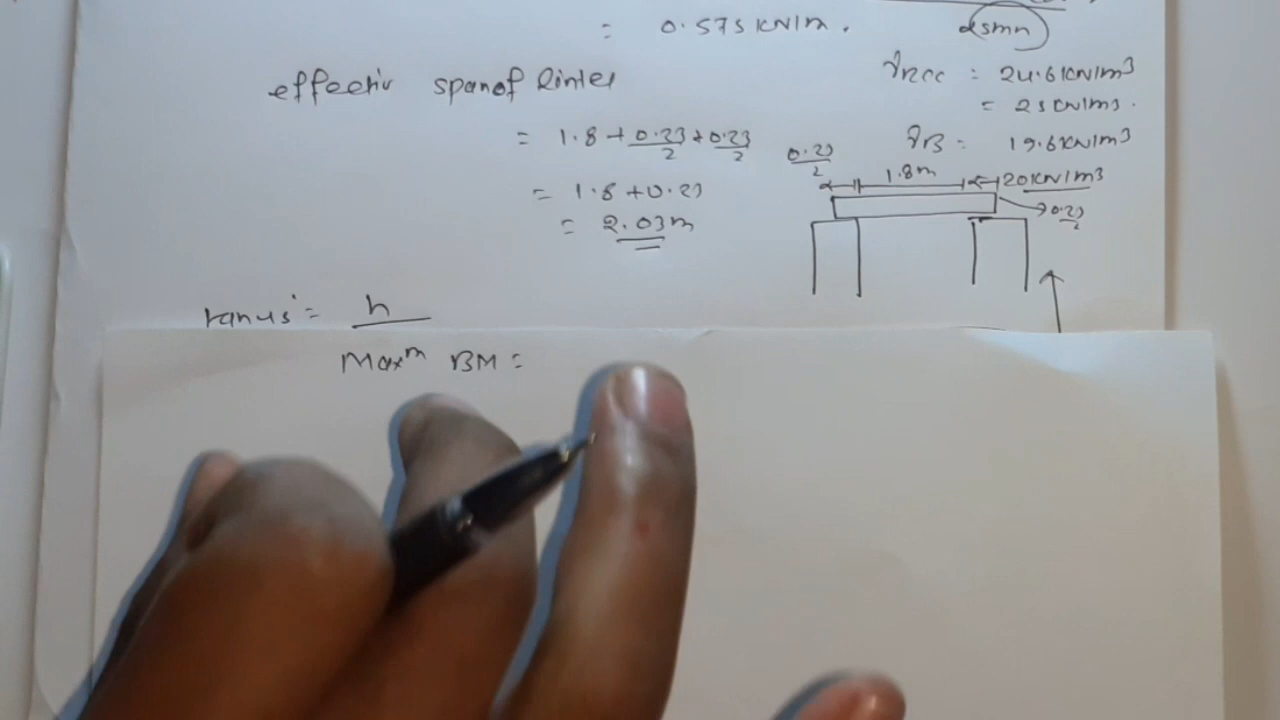 = 0.575 KN/m.
25mm
effectiv span of lintel
γRCC = 24.6 KN/m3
= 25 KN/m3.
= 1.8 + 0.23/2 + 0.23/2
γB = 19.6 KN/m3
0.23/2 1.8m 20 KN/m3
= 1.8 + 0.23
0.23/2
= 2.03m
h
Maxm BM =